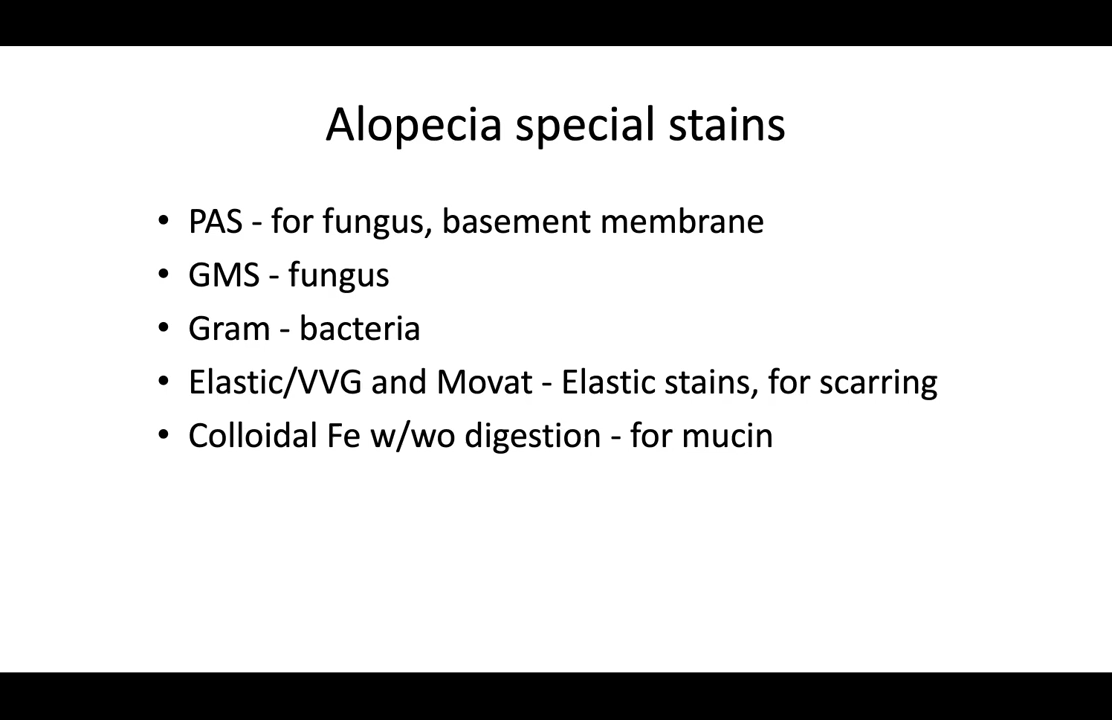 Alopecia special stains
• PAS - for fungus, basement membrane
• GMS - fungus
• Gram - bacteria
• Elastic/VVG and Movat - Elastic stains, for scarring
• Colloidal Fe w/wo digestion - for mucin